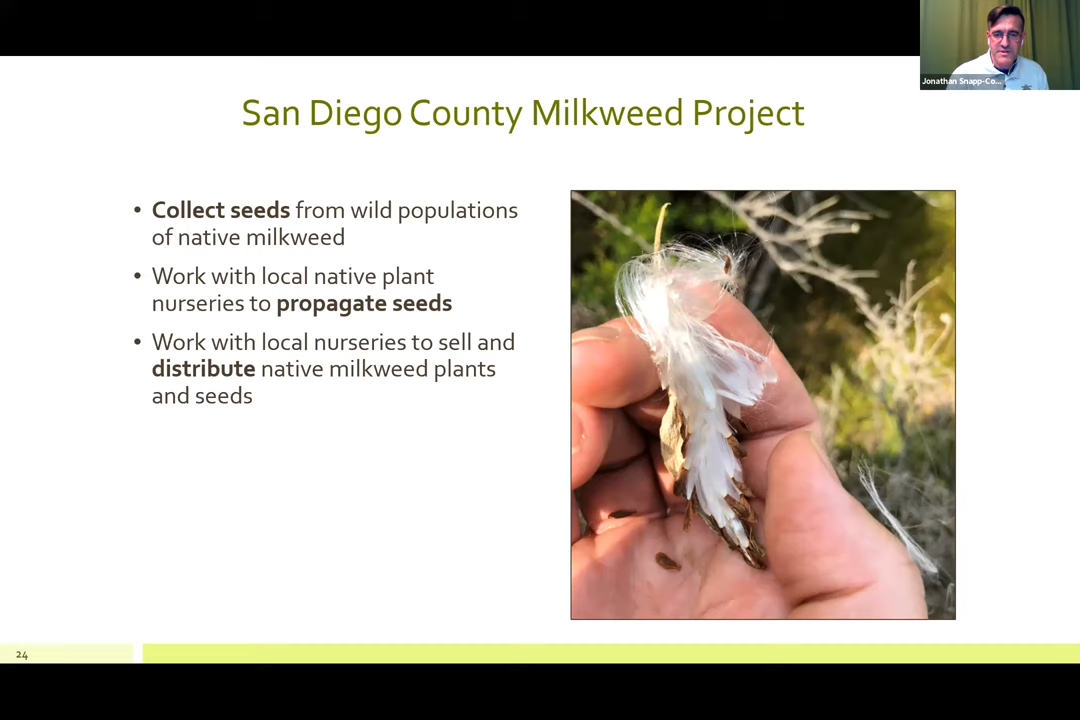 Jonathan Snapp-Co...
San Diego County Milkweed Project
• Collect seeds from wild populations
of native milkweed
• Work with local native plant
nurseries to propagate seeds
• Work with local nurseries to sell and
distribute native milkweed plants
and seeds
24